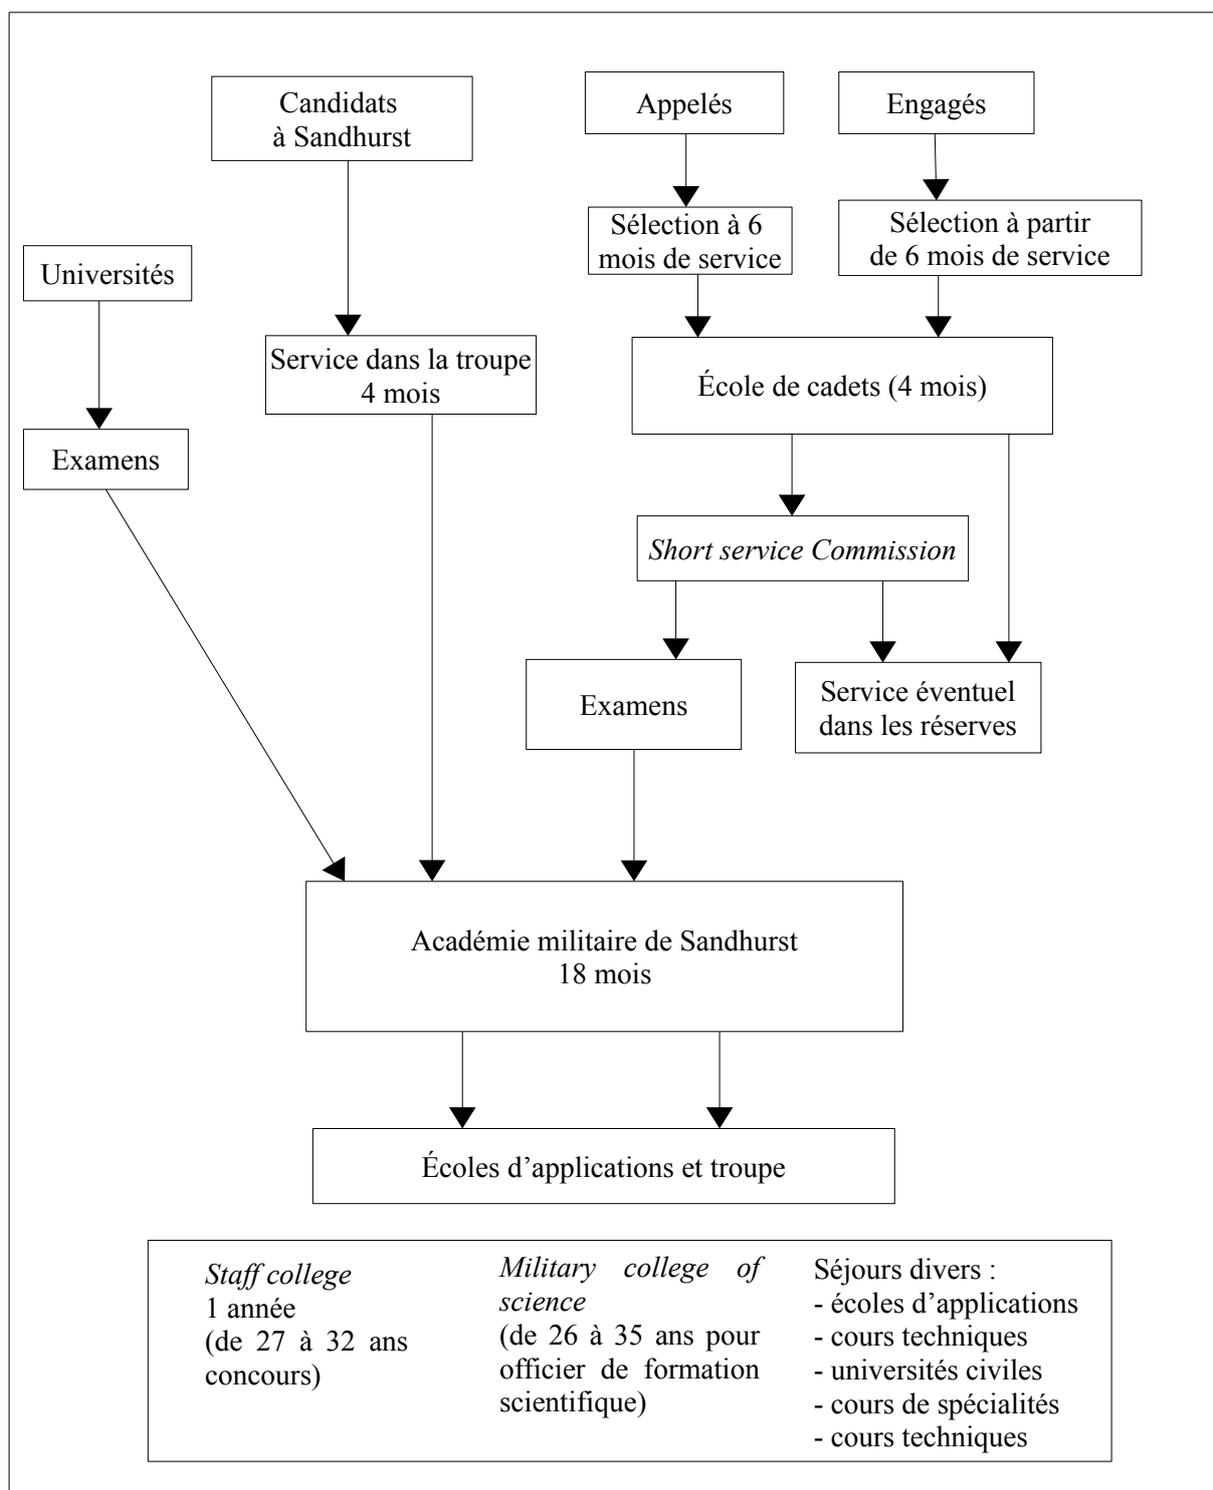 Candidats
à Sandhurst
Appelés
Engagés
Sélection à 6
mois de service
Sélection à partir
de 6 mois de service
Universités
Service dans la troupe
4 mois
École de cadets (4 mois)
Examens
Short service Commission
Examens
Service éventuel
dans les réserves
Académie militaire de Sandhurst
18 mois
Écoles d’applications et troupe
Staff college
1 année
(de 27 à 32 ans
concours)
Military college of
science
(de 26 à 35 ans pour
officier de formation
scientifique)
Séjours divers :
- écoles d’applications
- cours techniques
- universités civiles
- cours de spécialités
- cours techniques